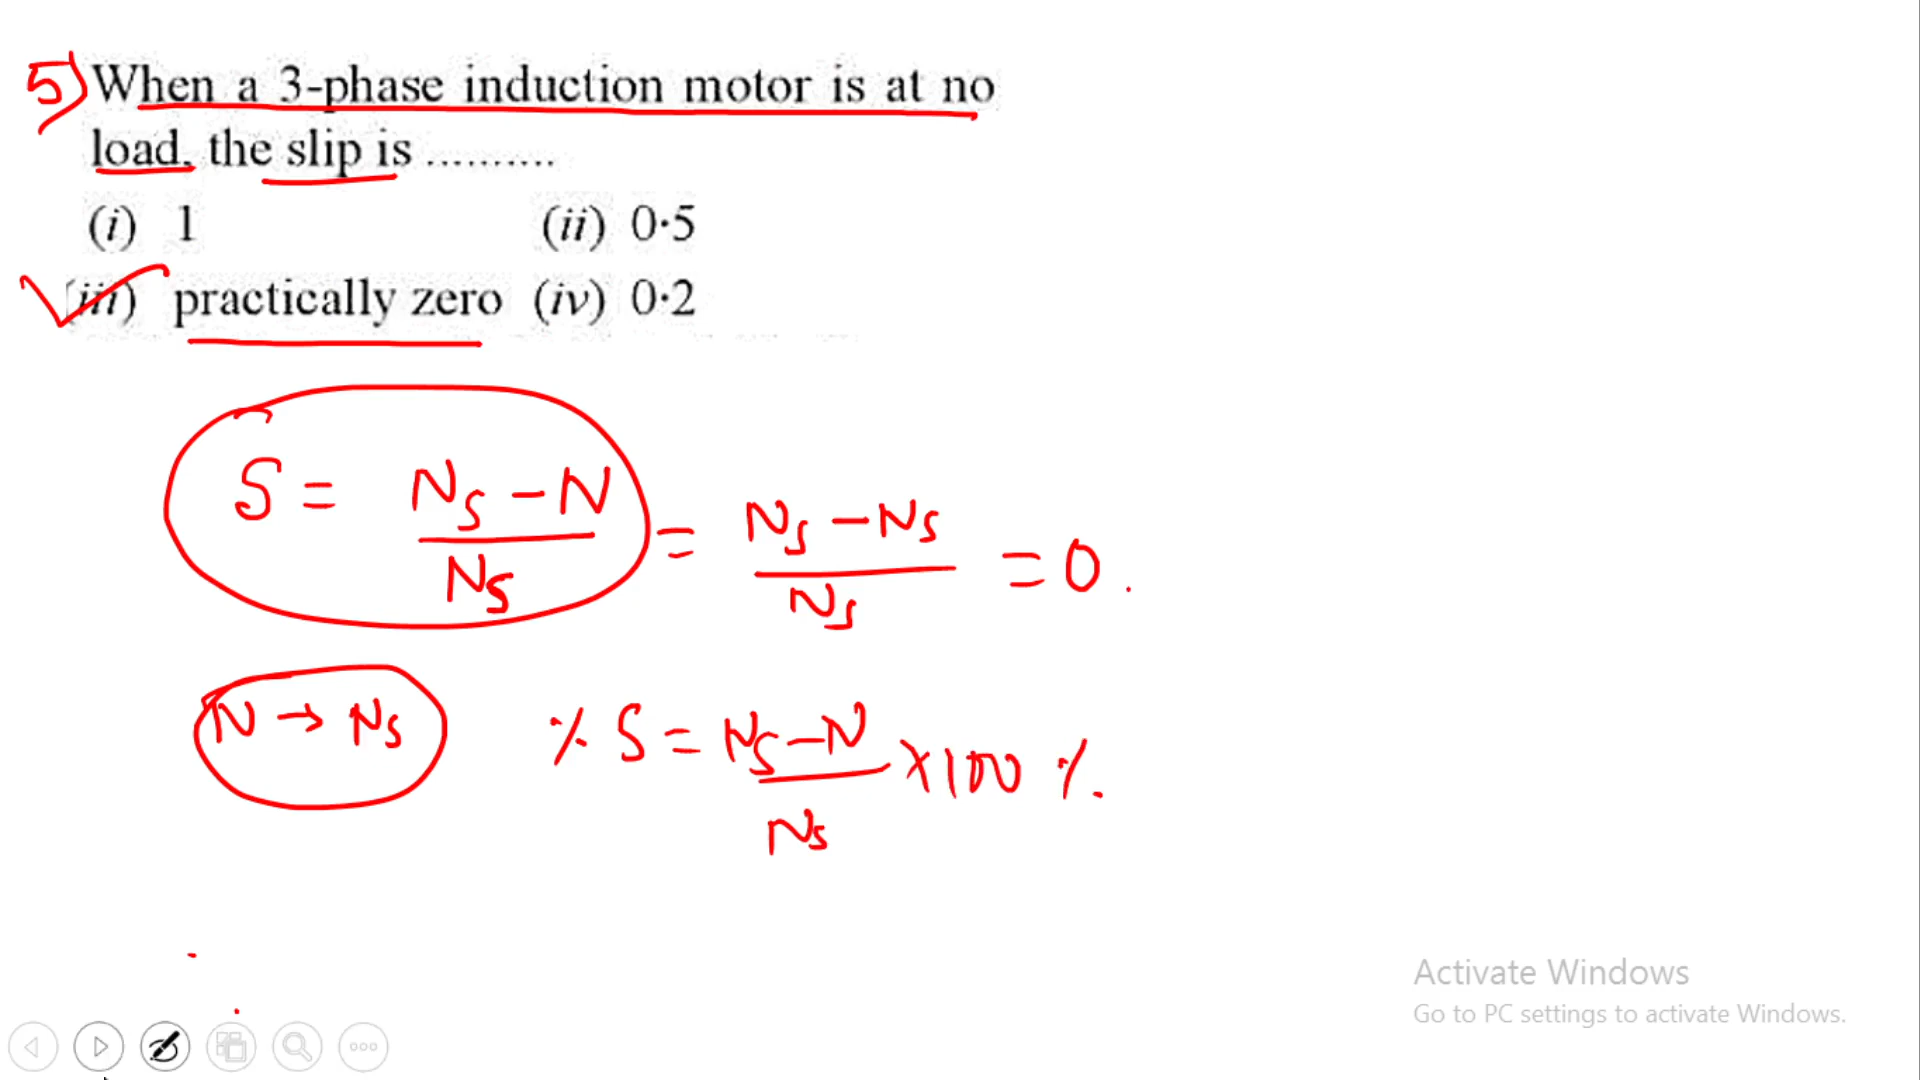 5) When a 3-phase induction motor is at no
load, the slip is ..........
(i) 1 (ii) 0·5
(iii) practically zero (iv) 0·2
S = (Ns - N) / Ns = (Ns - Ns) / Ns = 0.
N → Ns % S = (Ns - N) / Ns × 100 %.
Activate Windows
Go to PC settings to activate Windows.